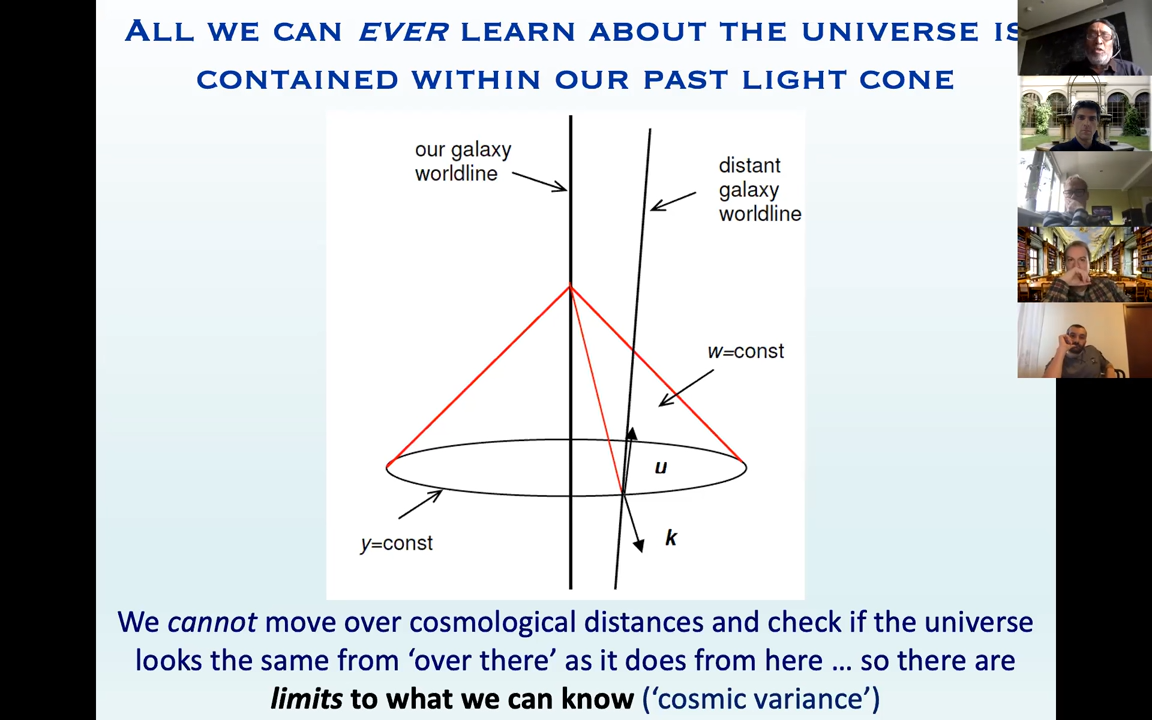 ALL WE CAN EVER LEARN ABOUT THE UNIVERSE IS
CONTAINED WITHIN OUR PAST LIGHT CONE
our galaxy
worldline
distant
galaxy
worldline
w=const
u
k
y=const
We cannot move over cosmological distances and check if the universe
looks the same from ‘over there’ as it does from here … so there are
limits to what we can know (‘cosmic variance’)